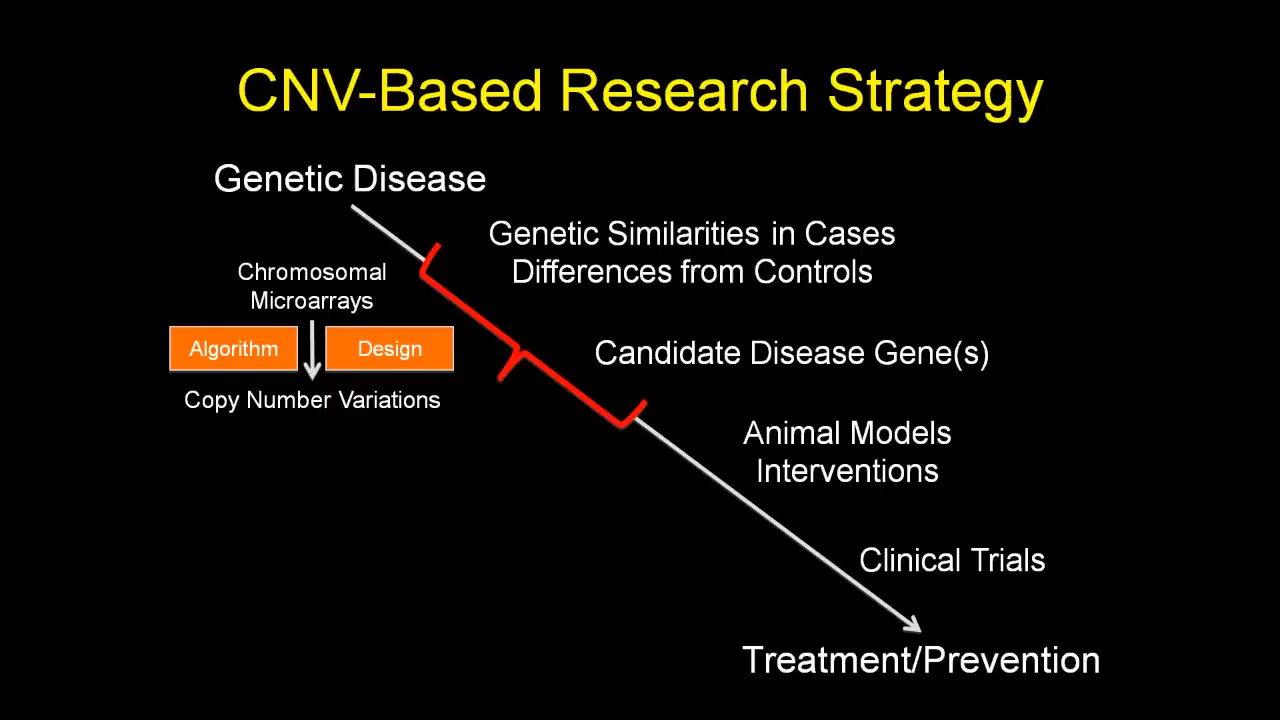 CNV-Based Research Strategy
Genetic Disease
Genetic Similarities in Cases
Differences from Controls
Chromosomal
Microarrays
Algorithm
Design
Copy Number Variations
Candidate Disease Gene(s)
Animal Models
Interventions
Clinical Trials
Treatment/Prevention